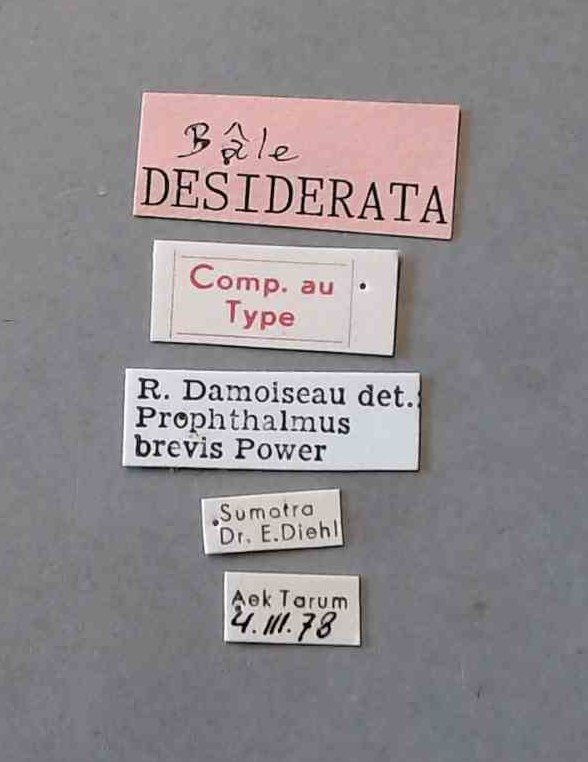 Bâle
DESIDERATA
Comp. au
Type
R. Damoiseau det.:
Prophthalmus
brevis Power
Sumatra
Dr. E.Diehl
Aek Tarum
4.III.78